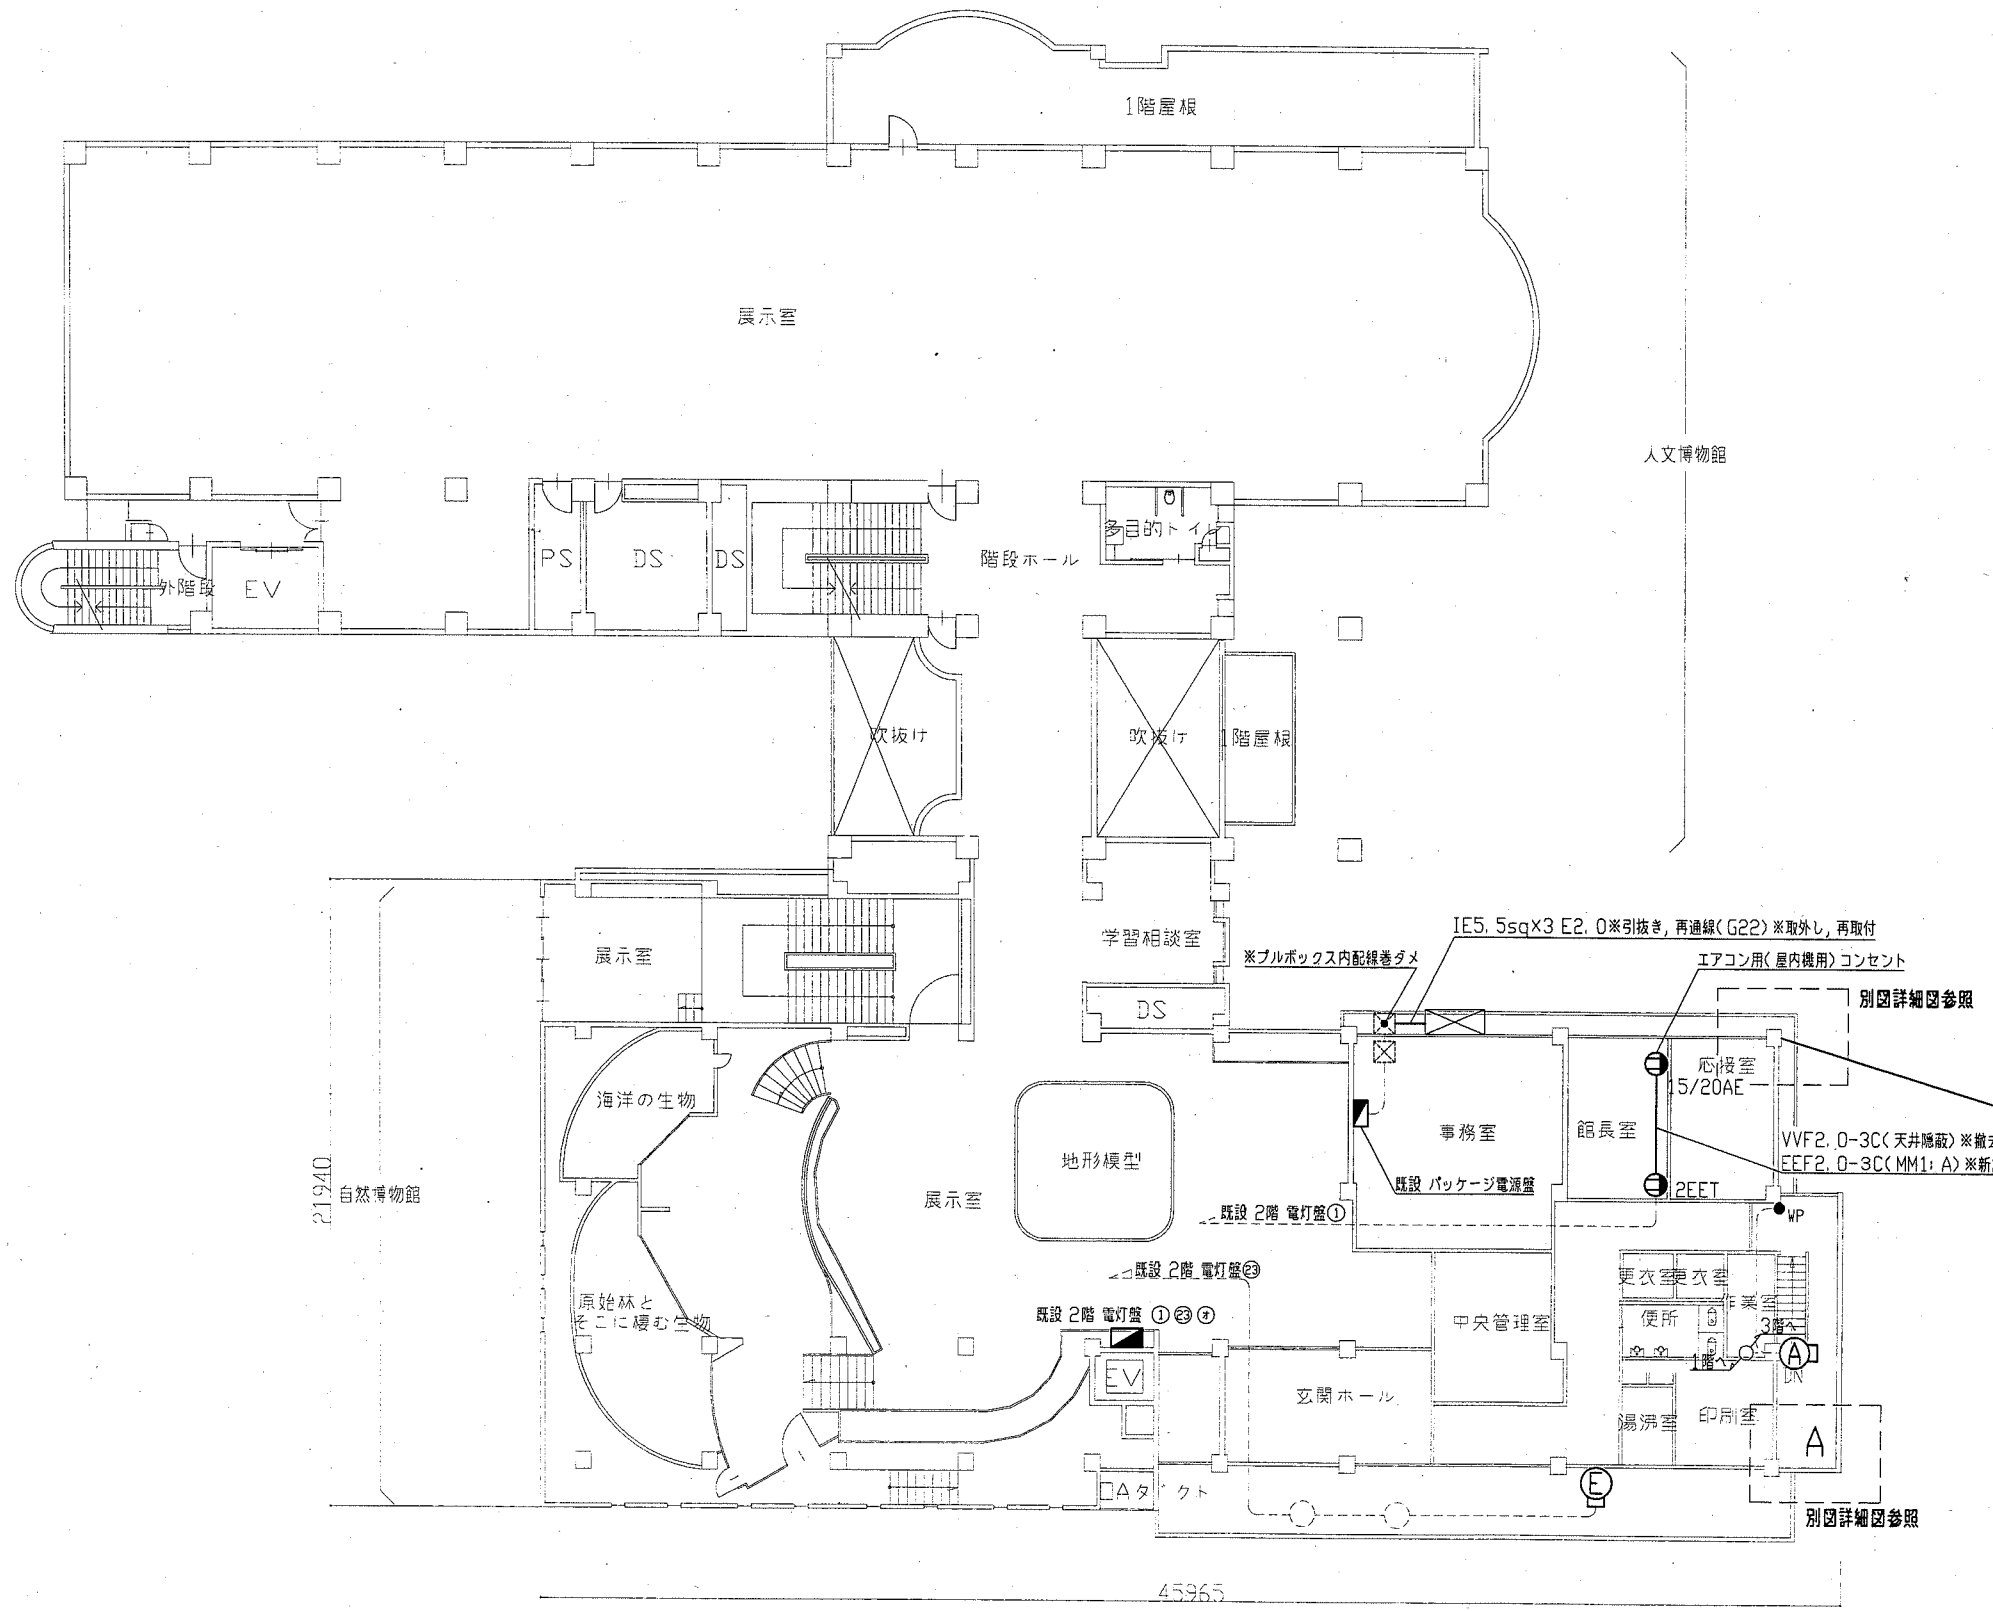 1階屋根
展示室
人文博物館
多目的トイレ
PS
DS
DS
階段ホール
外階段
EV
吹抜け
吹抜け
1階屋根
IE5.5sq×3 E2.0※引抜き,再通線(G22)※取外し,再取付
学習相談室
展示室
※プルボックス内配線巻ダメ
エアコン用(屋内機用)コンセント
別図詳細図参照
DS
応接室
15/20AE
海洋の生物
事務室
館長室
地形模型
VVF2.0-3C(天井隠蔽)※撤去
EEF2.0-3C(MM1:A)※新
既設 パッケージ電源盤
2EET
21940
自然博物館
展示室
既設 2階 電灯盤①
WP
既設 2階 電灯盤㉓
更衣室
更衣室
原始林と
そこに棲む生物
既設 2階 電灯盤 ①㉓㋔
作業室
便所
中央管理室
3階へ
1階へ
A
DN
EV
玄関ホール
湯沸室
印刷室
A
E
別図詳細図参照
45965